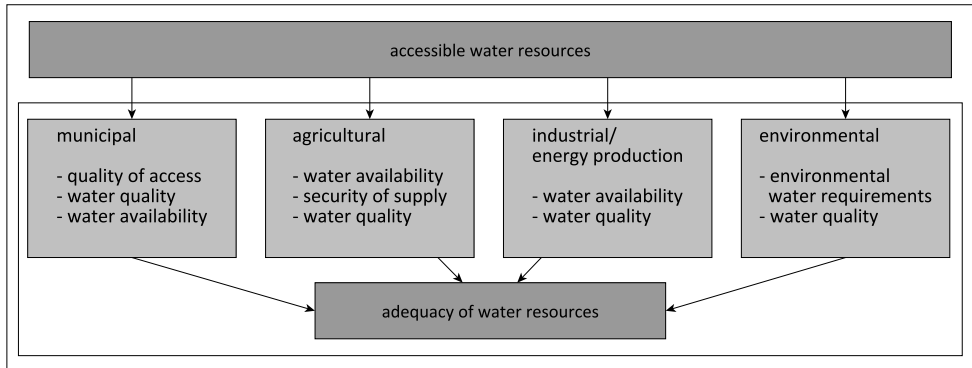 accessible water resources
municipal
- quality of access
- water quality
- water availability
agricultural
- water availability
- security of supply
- water quality
industrial/
energy production
- water availability
- water quality
environmental
- environmental
water requirements
- water quality
adequacy of water resources